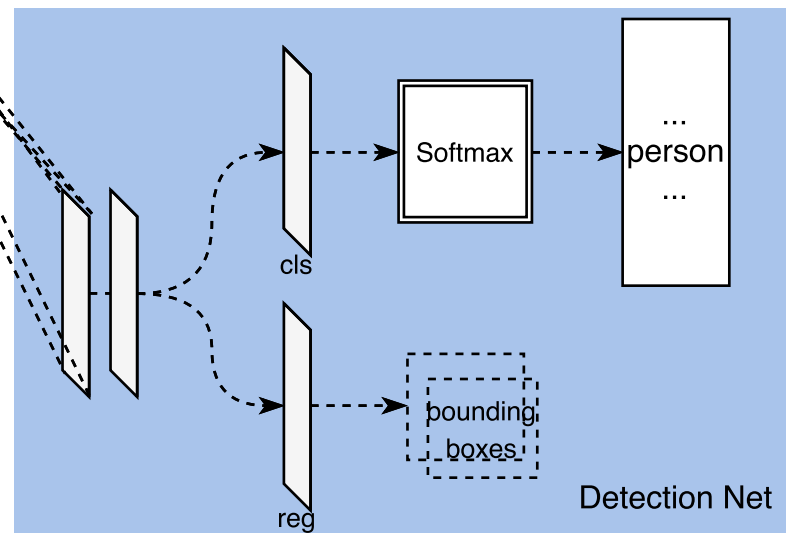 cls
Softmax
...
person
...
reg
bounding
boxes
Detection Net